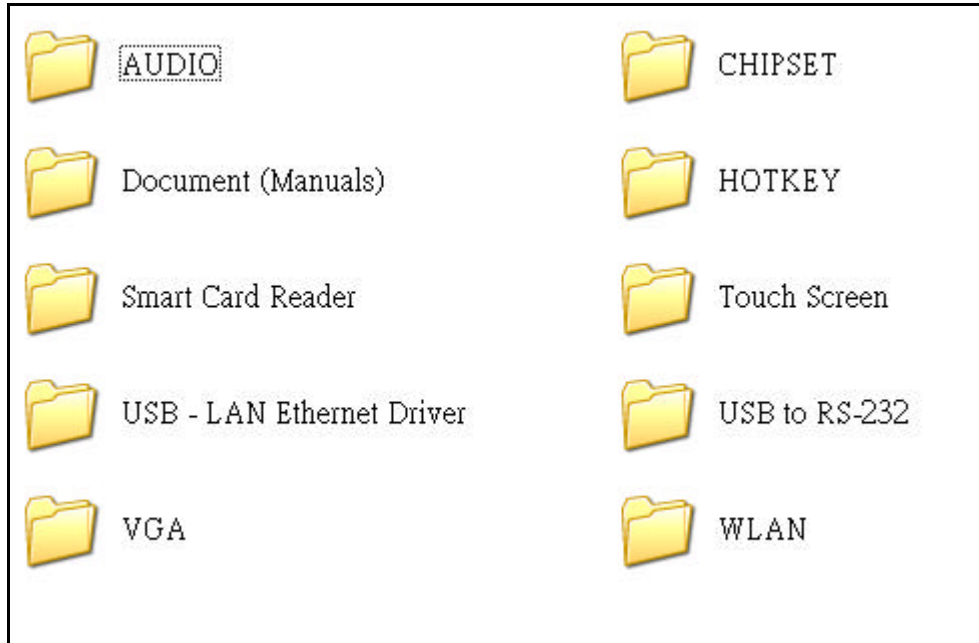 AUDIO
CHIPSET
Document (Manuals)
HOTKEY
Smart Card Reader
Touch Screen
USB - LAN Ethernet Driver
USB to RS-232
VGA
WLAN